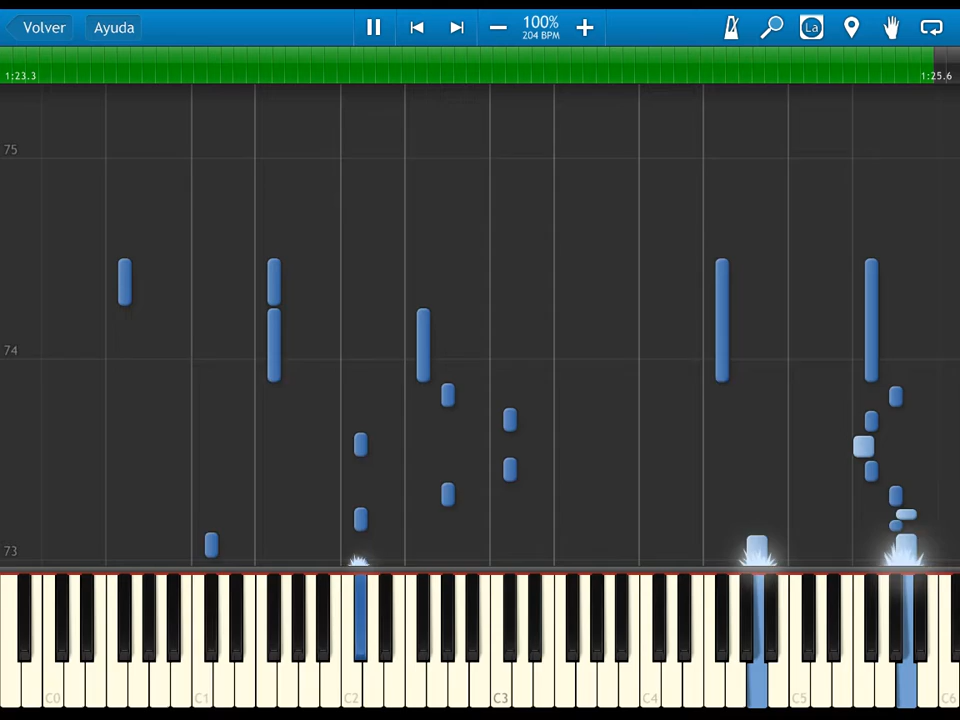 Volver
Ayuda
100%
204 BPM
La
1:23.3
1:25.6
75
74
73
C0
C1
C2
C3
C4
C5
C6